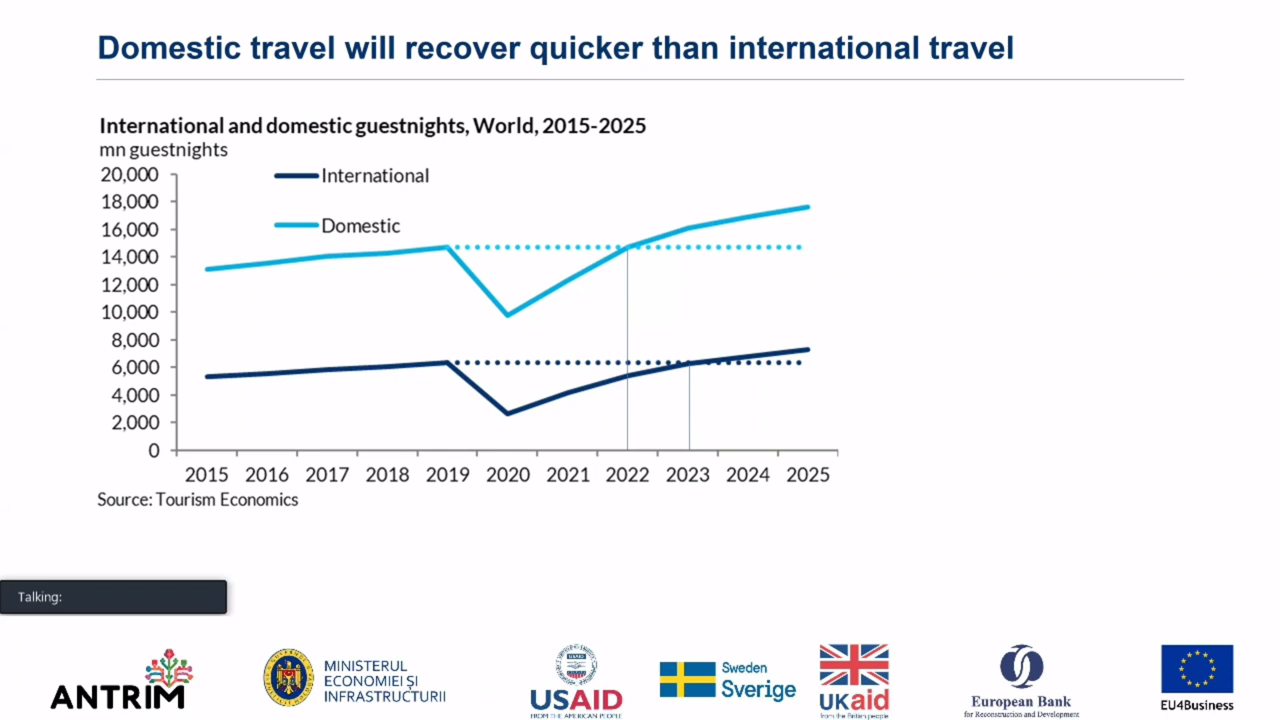 Domestic travel will recover quicker than international travel
International and domestic guestnights, World, 2015-2025
mn guestnights
20,000
International
18,000
Domestic
16,000
14,000
12,000
10,000
8,000
6,000
4,000
2,000
0
2015 2016 2017 2018 2019 2020 2021 2022 2023 2024 2025
Source: Tourism Economics
Talking:
ANTRIM
MINISTERUL
ECONOMIEI ȘI
INFRASTRUCTURII
USAID
FROM THE AMERICAN PEOPLE
Sweden
Sverige
UKaid
from the British people
European Bank
for Reconstruction and Development
EU4Business